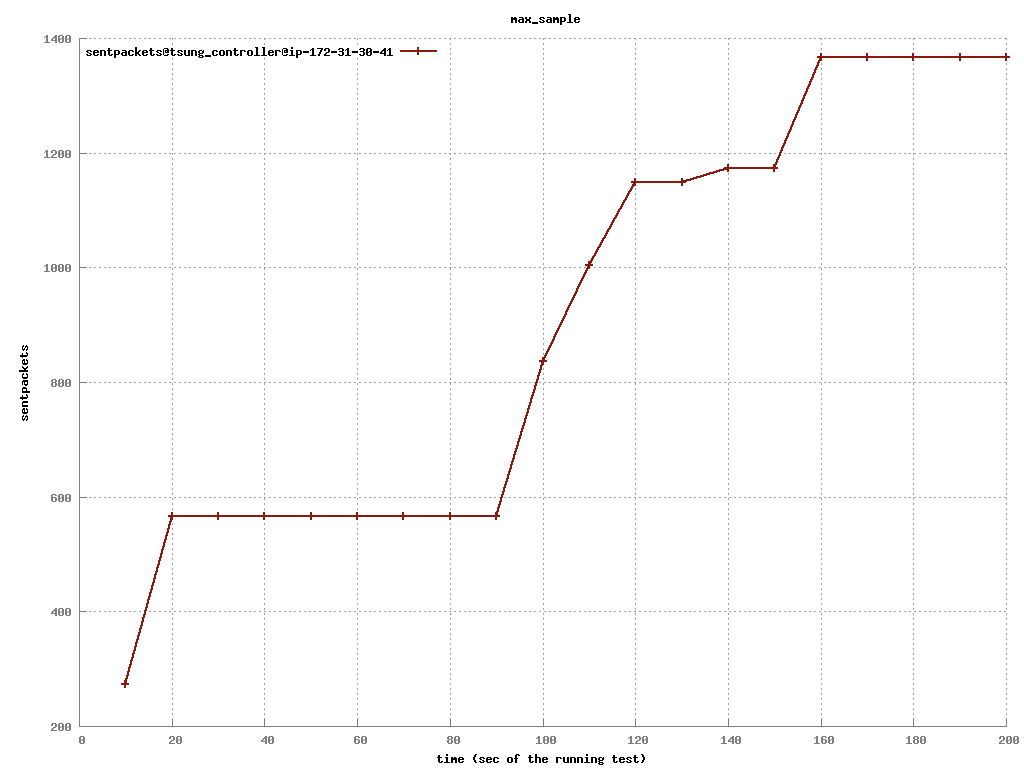 max_sample
sentpackets@tsung_controller@ip-172-31-30-41
1400
1200
1000
800
600
400
200
sentpackets
0 20 40 60 80 100 120 140 160 180 200
time (sec of the running test)